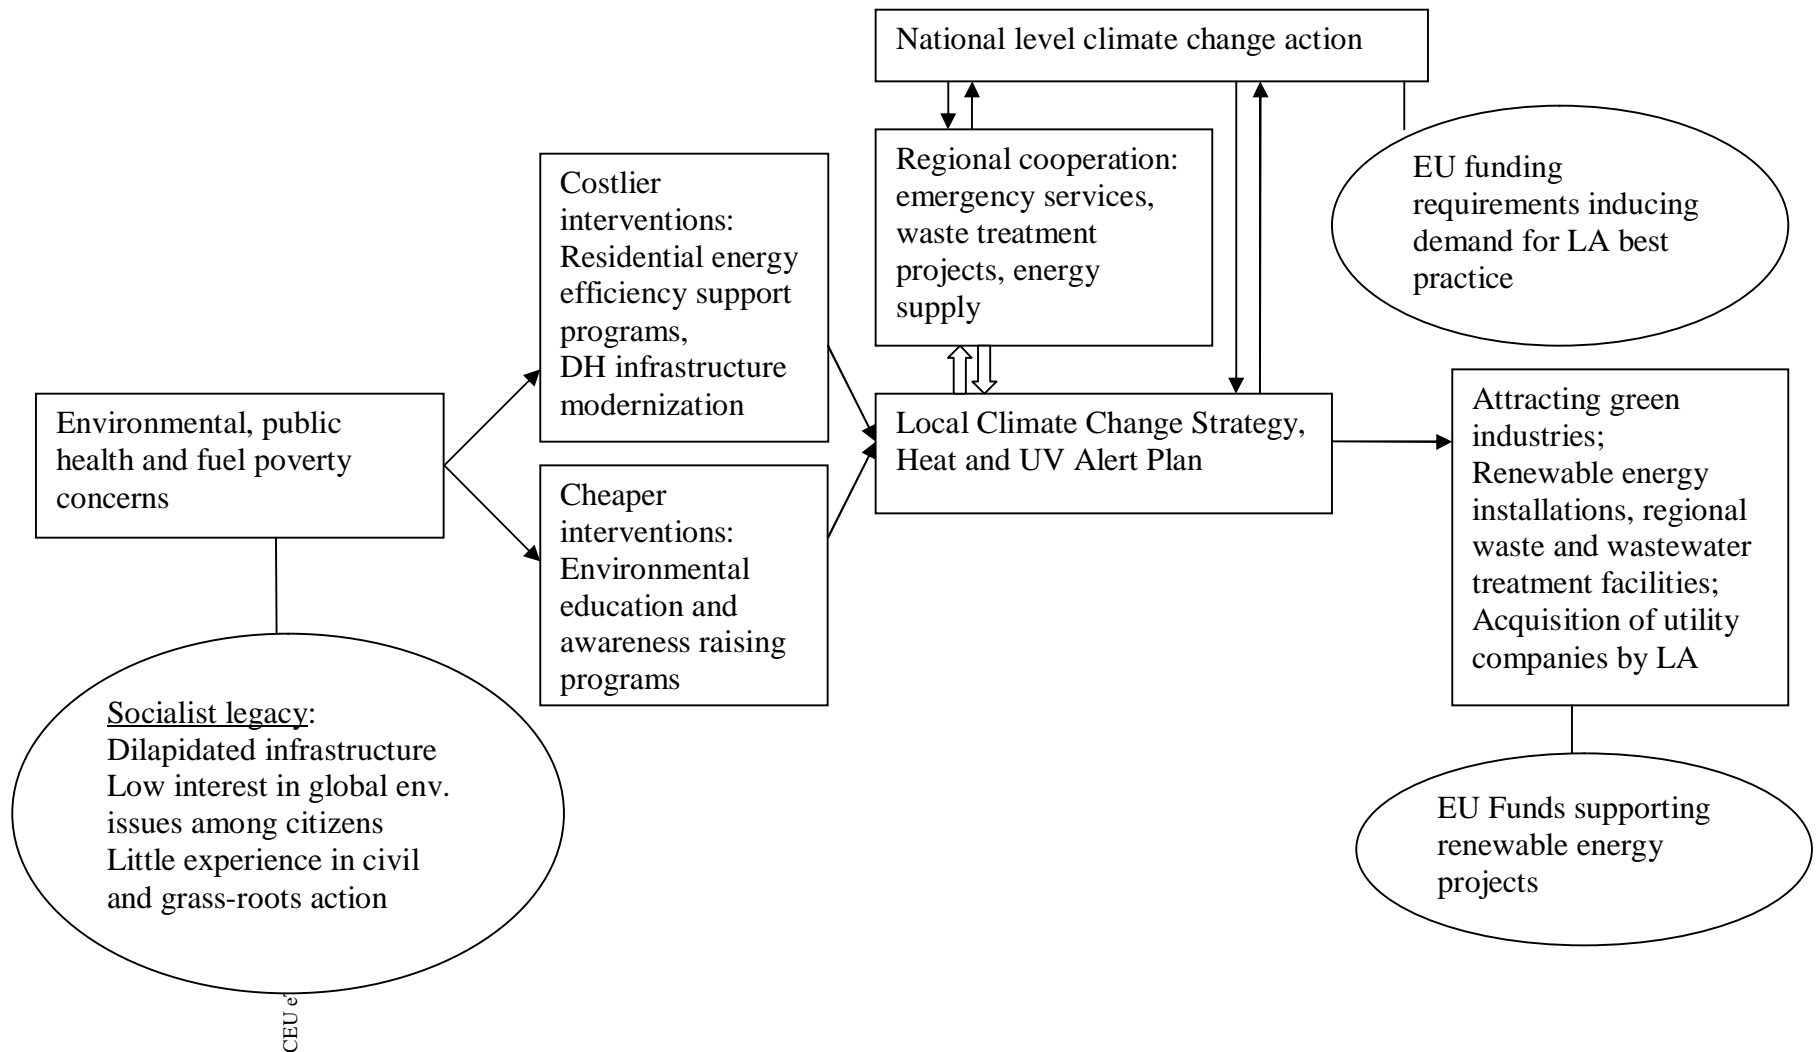 National level climate change action
Regional cooperation:
emergency services,
waste treatment
projects, energy
supply
EU funding
requirements inducing
demand for LA best
practice
Costlier
interventions:
Residential energy
efficiency support
programs,
DH infrastructure
modernization
Environmental, public
health and fuel poverty
concerns
Cheaper
interventions:
Environmental
education and
awareness raising
programs
Local Climate Change Strategy,
Heat and UV Alert Plan
Attracting green
industries;
Renewable energy
installations, regional
waste and wastewater
treatment facilities;
Acquisition of utility
companies by LA
Socialist legacy:
Dilapidated infrastructure
Low interest in global env.
issues among citizens
Little experience in civil
and grass-roots action
EU Funds supporting
renewable energy
projects
CEU